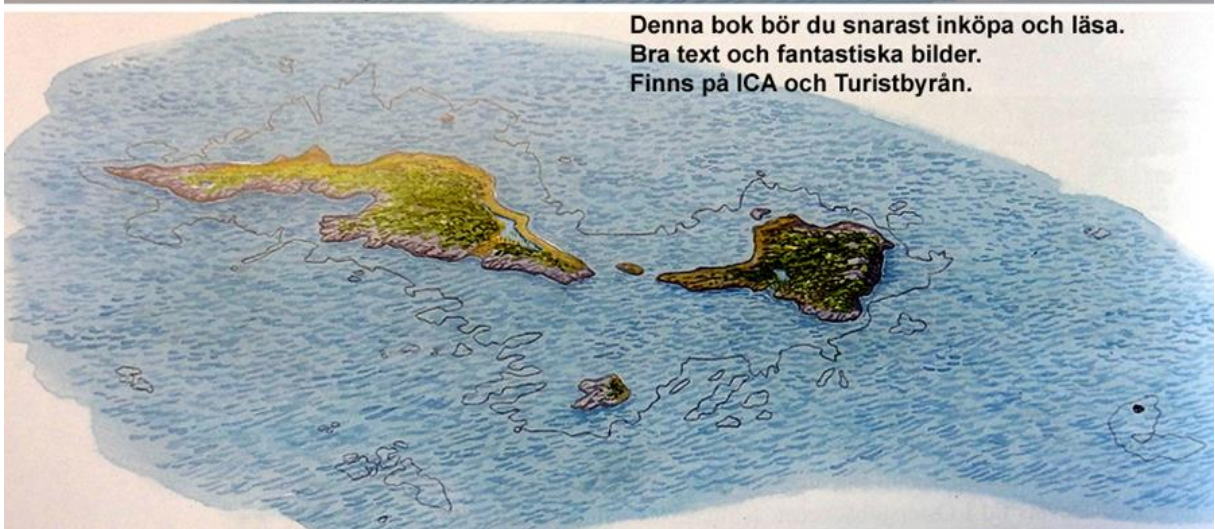 Denna bok bör du snarast inköpa och läsa.
Bra text och fantastiska bilder.
Finns på ICA och Turistbyrån.